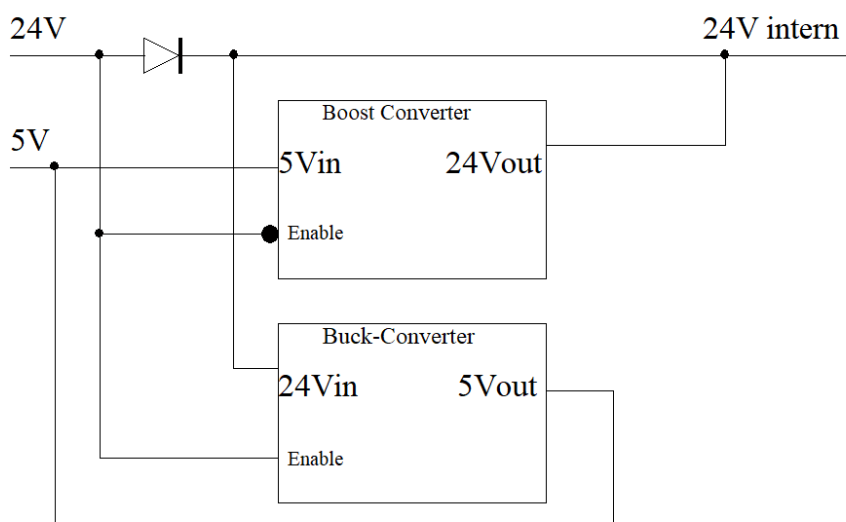 24V
24V intern
Boost Converter
5V
5Vin
24Vout
Enable
Buck-Converter
24Vin
5Vout
Enable